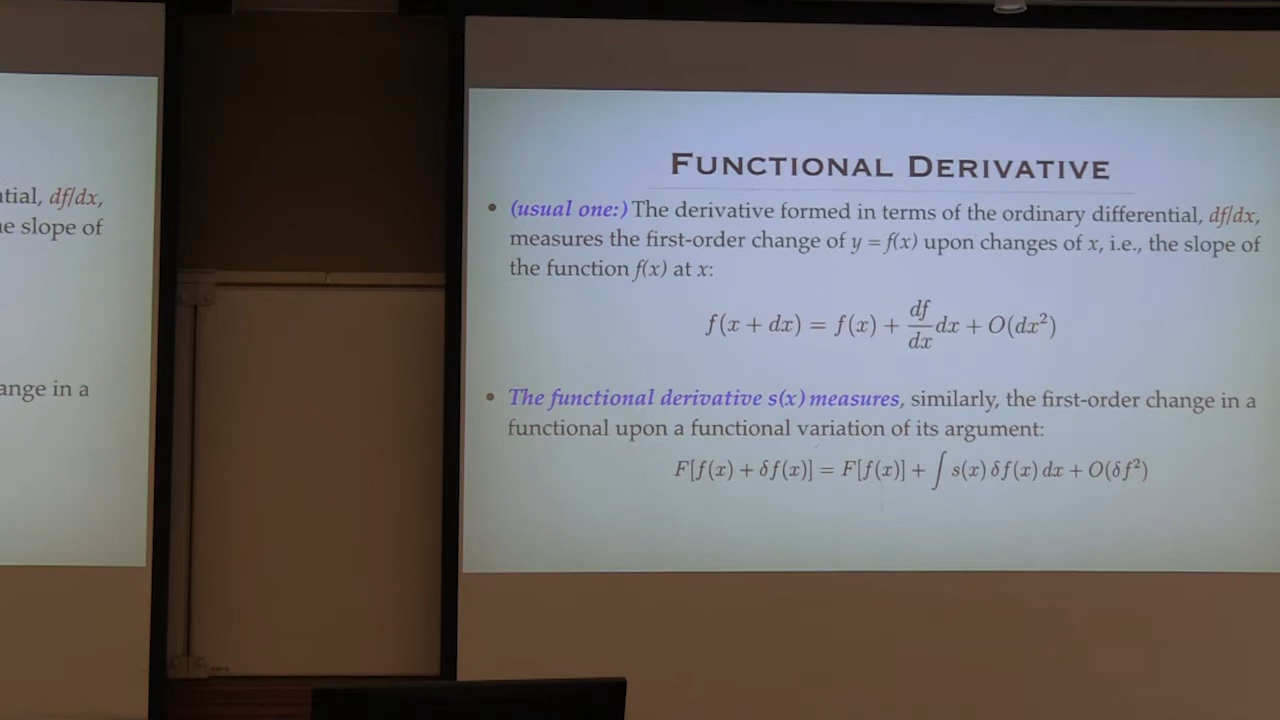 tial, df/dx,
e slope of
ange in a
FUNCTIONAL DERIVATIVE
• (usual one:) The derivative formed in terms of the ordinary differential, df/dx,
measures the first-order change of y = f(x) upon changes of x, i.e., the slope of
the function f(x) at x:
f(x + dx) = f(x) + df/dx dx + O(dx²)
• The functional derivative s(x) measures, similarly, the first-order change in a
functional upon a functional variation of its argument:
F[f(x) + δf(x)] = F[f(x)] + ∫ s(x) δf(x) dx + O(δf²)